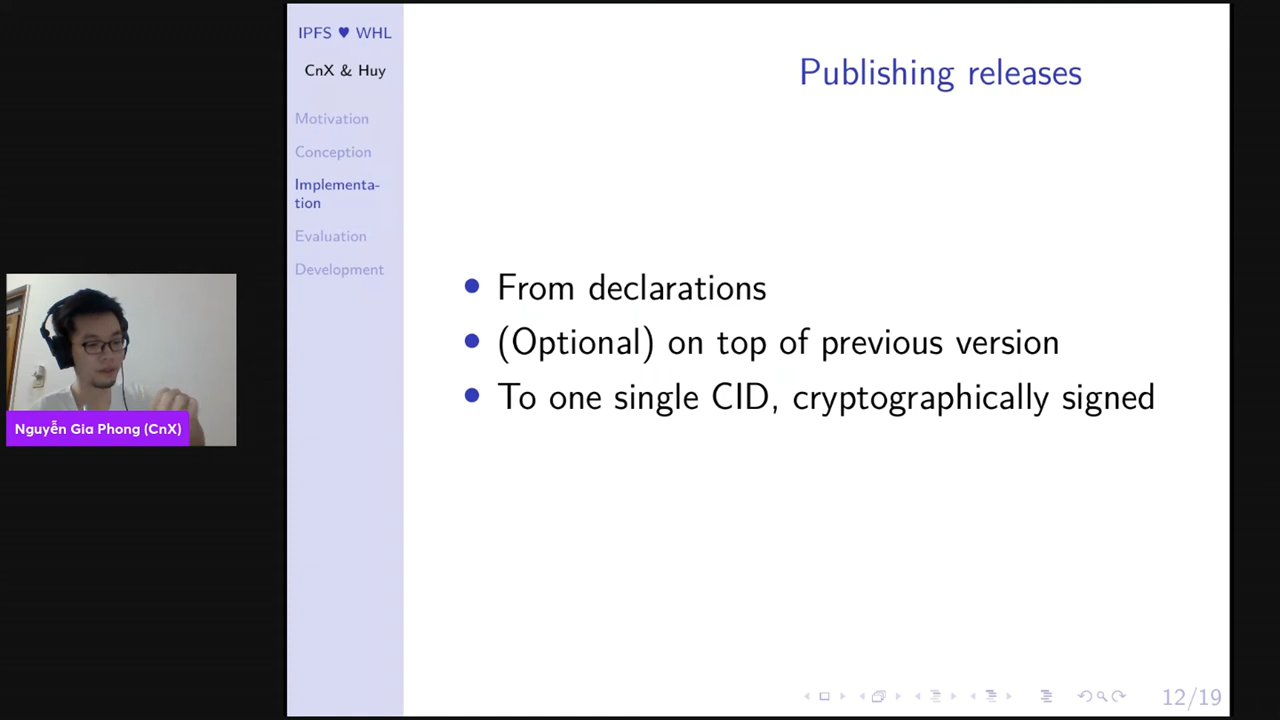 IPFS ♥ WHL
CnX & Huy
Motivation
Conception
Implementa-
tion
Evaluation
Development
Publishing releases
• From declarations
• (Optional) on top of previous version
• To one single CID, cryptographically signed
12/19
Nguyễn Gia Phong (CnX)